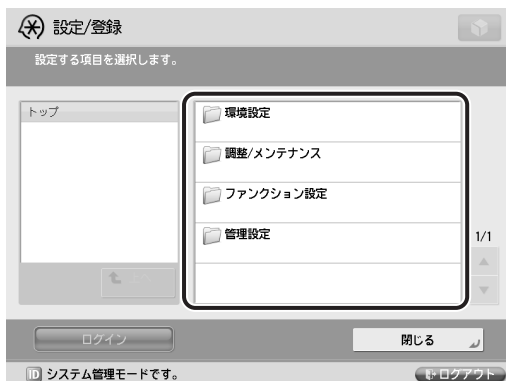 設定/登録
設定する項目を選択します。
トップ
環境設定
調整/メンテナンス
ファンクション設定
管理設定
1/1
ログイン
閉じる
ID システム管理モードです。
ログアウト